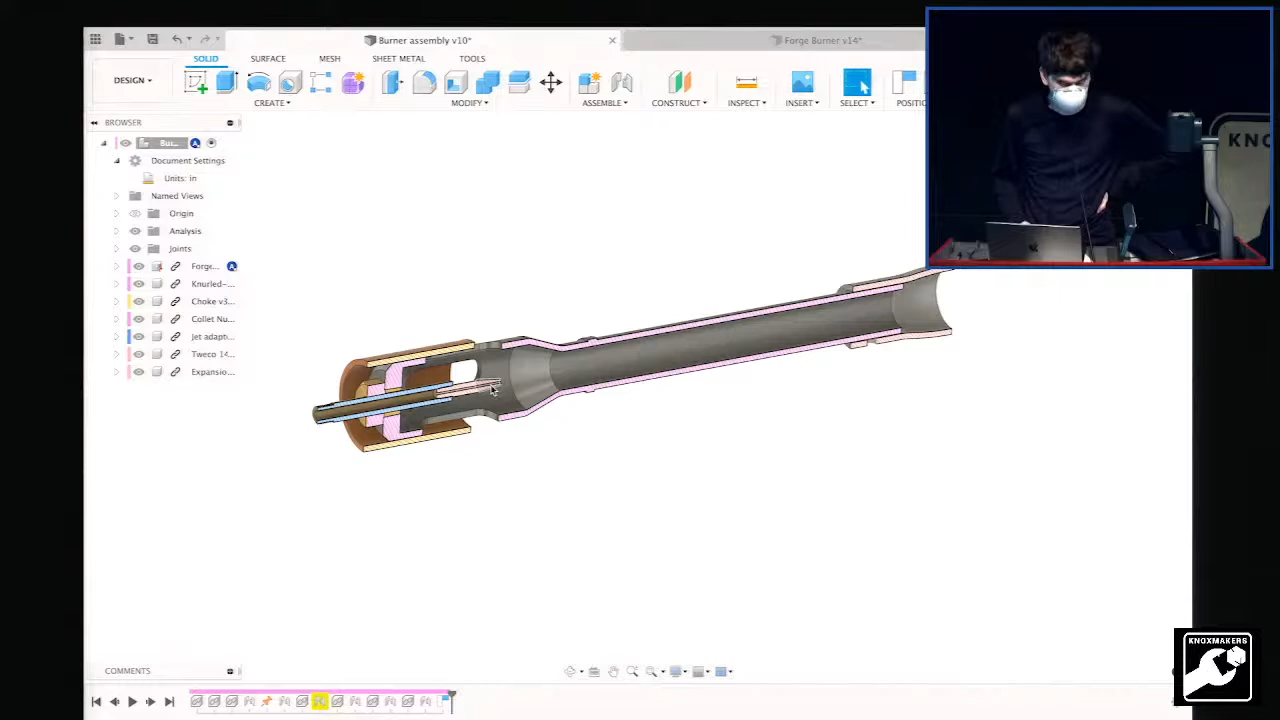 Burner assembly v10*
Forge Burner v14*
SOLID SURFACE MESH SHEET METAL TOOLS
DESIGN
CREATE MODIFY ASSEMBLE CONSTRUCT INSPECT INSERT SELECT POSITI
BROWSER
Bur...
Document Settings
Units: in
Named Views
Origin
Analysis
Joints
Forge...
Knurled-...
Choke v3...
Collet Nu...
Jet adapt...
Tweco 14...
Expansio...
KNO
COMMENTS
KNOXMAKERS